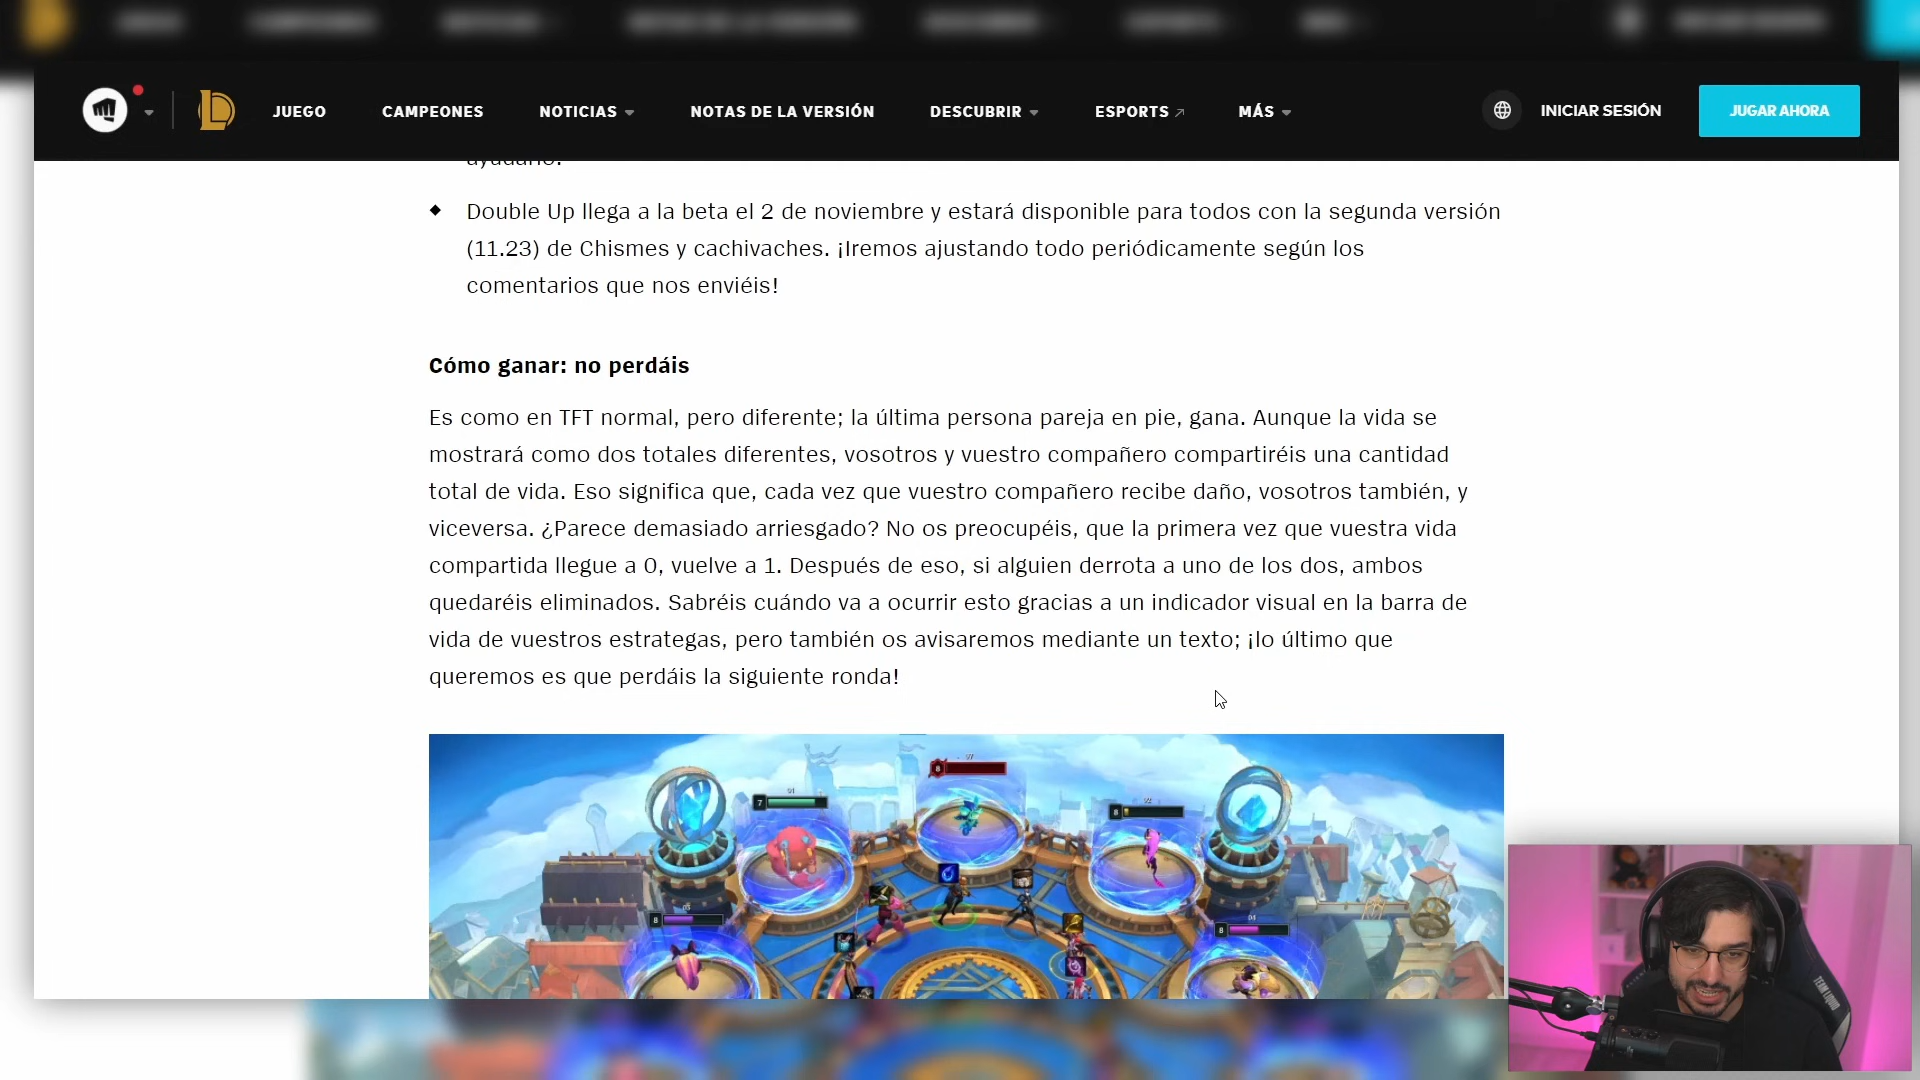 JUEGO CAMPEONES NOTICIAS NOTAS DE LA VERSIÓN DESCUBRIR ESPORTS MÁS INICIAR SESIÓN JUGAR AHORA
ayudarlo.
Double Up llega a la beta el 2 de noviembre y estará disponible para todos con la segunda versión
(11.23) de Chismes y cachivaches. ¡Iremos ajustando todo periódicamente según los
comentarios que nos enviéis!
Cómo ganar: no perdáis
Es como en TFT normal, pero diferente; la última persona pareja en pie, gana. Aunque la vida se
mostrará como dos totales diferentes, vosotros y vuestro compañero compartiréis una cantidad
total de vida. Eso significa que, cada vez que vuestro compañero recibe daño, vosotros también, y
viceversa. ¿Parece demasiado arriesgado? No os preocupéis, que la primera vez que vuestra vida
compartida llegue a 0, vuelve a 1. Después de eso, si alguien derrota a uno de los dos, ambos
quedaréis eliminados. Sabréis cuándo va a ocurrir esto gracias a un indicador visual en la barra de
vida de vuestros estrategas, pero también os avisaremos mediante un texto; ¡lo último que
queremos es que perdáis la siguiente ronda!
8
7
8
8
8
TEAM LIQUID